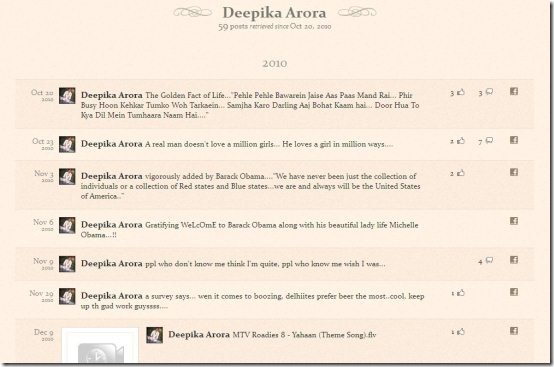 Deepika Arora
59 posts retrieved since Oct 20, 2010
2010
Oct 20
2010
Deepika Arora The Golden Fact of Life..."Pehle Pehle Bawarein Jaise Aas Paas Mand Rai... Phir
Busy Hoon Kehkar Tumko Woh Tarkaein... Samjha Karo Darling Aaj Bohat Kaam hai... Door Hua To
Kya Dil Mein Tumhaara Naam Hai...."
3
3
Oct 23
2010
Deepika Arora A real man doesn't love a million girls... He loves a girl in million ways....
2
7
Nov 3
2010
Deepika Arora vigorously added by Barack Obama...."We have never been just the collection of
individuals or a collection of Red states and Blue states...we are and always will be the United States
of America.."
2
Nov 6
2010
Deepika Arora Gratifying WeLcOmE to Barack Obama along with his beautiful lady life Michelle
Obama...!!
Nov 9
2010
Deepika Arora ppl who don't know me think I'm quite, ppl who know me wish I was...
4
Nov 29
2010
Deepika Arora a survey says... wen it comes to boozing, delhiites prefer beer the most..cool, keep
up th gud work guyssss....
1
Dec 9
2010
Deepika Arora MTV Roadies 8 - Yahaan (Theme Song).flv
1